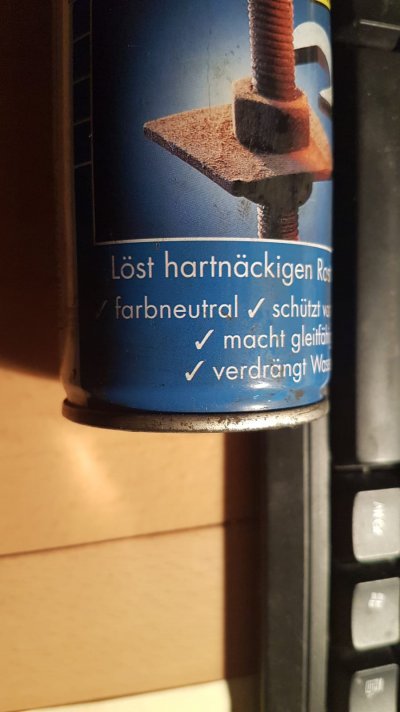 Löst hartnäckigen
✓ farbneutral ✓ schützt
✓ macht
✓ verdrängt